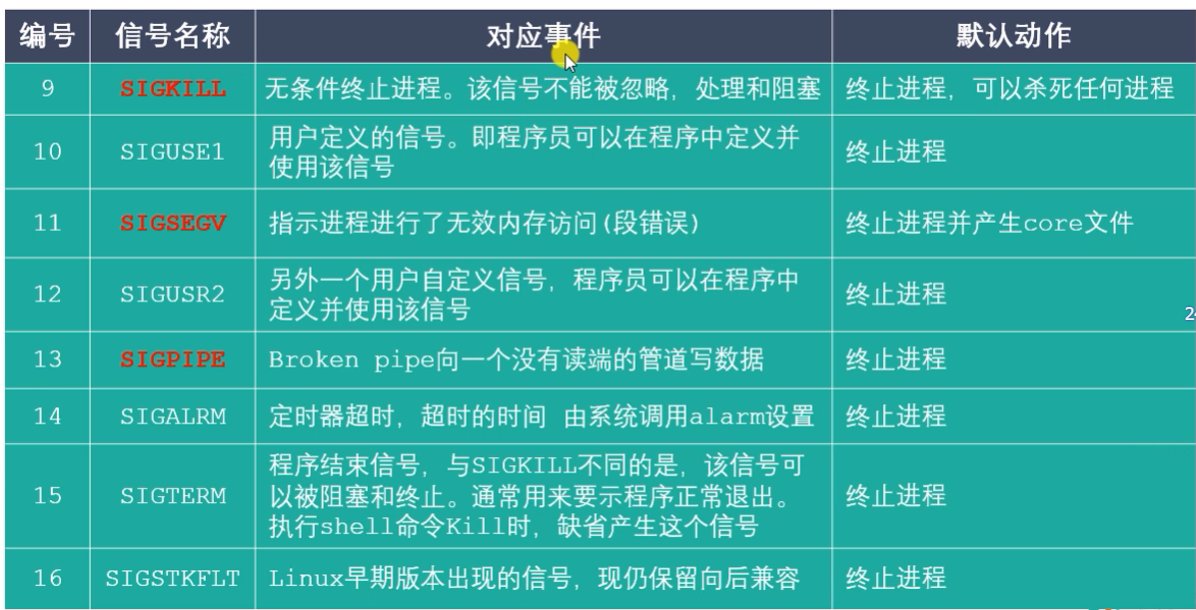 编号 信号名称 对应事件 默认动作
9 SIGKILL 无条件终止进程。该信号不能被忽略，处理和阻塞 终止进程，可以杀死任何进程
10 SIGUSE1 用户定义的信号。即程序员可以在程序中定义并
使用该信号 终止进程
11 SIGSEGV 指示进程进行了无效内存访问(段错误) 终止进程并产生core文件
12 SIGUSR2 另外一个用户自定义信号，程序员可以在程序中
定义并使用该信号 终止进程
13 SIGPIPE Broken pipe向一个没有读端的管道写数据 终止进程
14 SIGALRM 定时器超时，超时的时间 由系统调用alarm设置 终止进程
15 SIGTERM 程序结束信号，与SIGKILL不同的是，该信号可
以被阻塞和终止。通常用来要示程序正常退出。
执行shell命令Kill时，缺省产生这个信号 终止进程
16 SIGSTKFLT Linux早期版本出现的信号，现仍保留向后兼容 终止进程